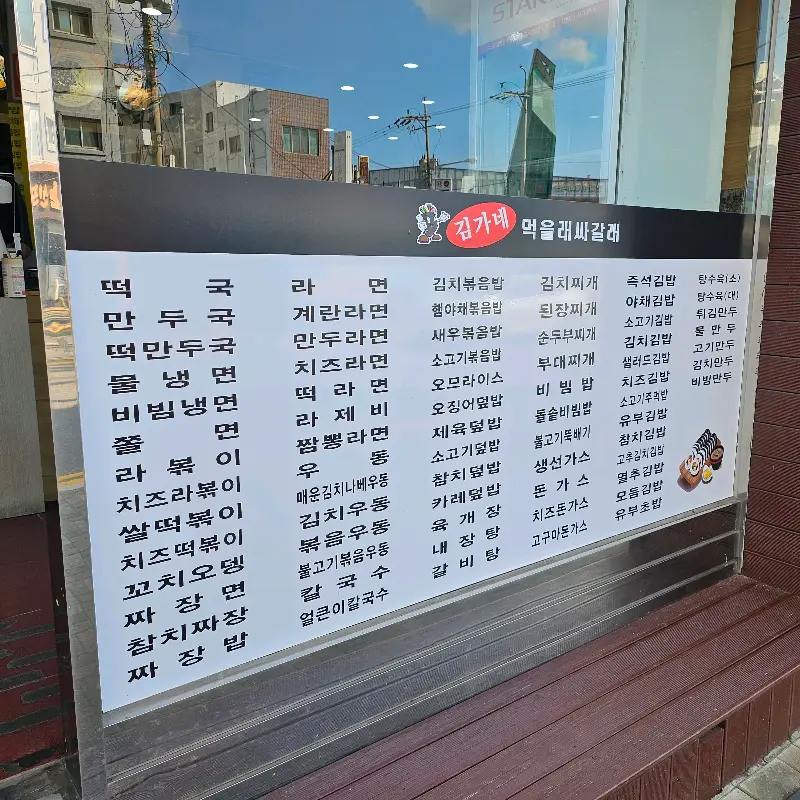 STAR
김가네 먹을래싸갈래
떡국
만두국
떡만두국
물냉면
비빔냉면
쫄면
라볶이
치즈라볶이
쌀떡볶이
치즈떡볶이
꼬치오뎅
짜장면
참치짜장
짜장밥
라면
계란라면
만두라면
치즈라면
떡라면
라제비
짬뽕라면
우동
매운김치나베우동
김치우동
볶음우동
불고기볶음우동
칼국수
얼큰이칼국수
김치볶음밥
햄야채볶음밥
새우볶음밥
소고기볶음밥
오므라이스
오징어덮밥
제육덮밥
소고기덮밥
참치덮밥
카레덮밥
육개장
내장탕
갈비탕
김치찌개
된장찌개
순두부찌개
부대찌개
비빔밥
돌솥비빔밥
불고기뚝배기
생선가스
돈가스
치즈돈가스
고구마돈가스
즉석김밥
야채김밥
소고기김밥
김치김밥
샐러드김밥
치즈김밥
소고기주먹밥
유부김밥
참치김밥
고추김치김밥
멸추김밥
모듬김밥
유부초밥
탕수육(소)
탕수육(대)
튀김만두
물만두
고기만두
김치만두
비빔만두